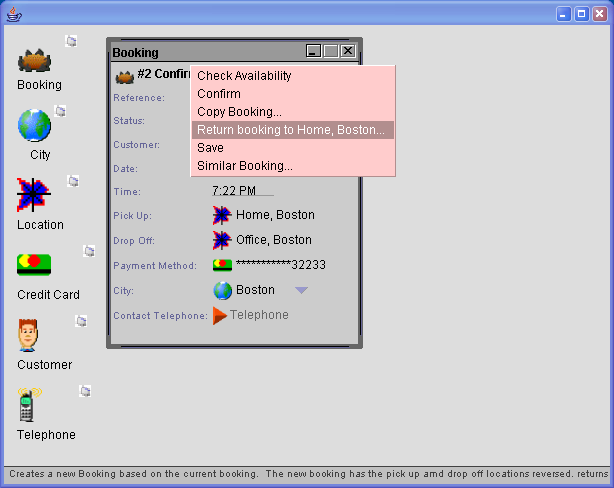 Booking
City
Location
Credit Card
Customer
Telephone
Booking
#2 Confir
Reference:
Status:
Customer:
Date:
Time:
7:22 PM
Pick Up:
Home, Boston
Drop Off:
Office, Boston
Payment Method:
***********32233
City:
Boston
Contact Telephone:
Telephone
Check Availability
Confirm
Copy Booking...
Return booking to Home, Boston...
Save
Similar Booking...
Creates a new Booking based on the current booking. The new booking has the pick up amd drop off locations reversed. returns